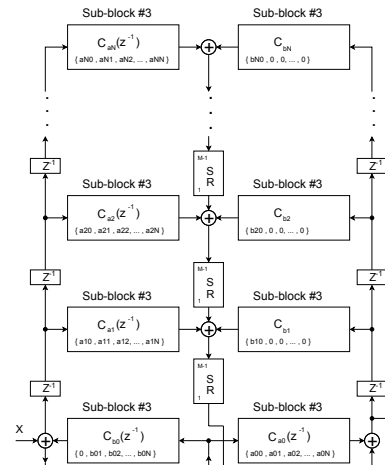 Sub-block #3 Sub-block #3
C_aN(z^-1) C_bN
{ aN0 , aN1 , aN2, ... , aNN } { bN0 , 0 , 0, ... , 0 }
M-1
S
R
1
Z^-1 Z^-1
Sub-block #3 Sub-block #3
C_a2(z^-1) C_b2
{ a20 , a21 , a22, ... , a2N } { b20 , 0 , 0, ... , 0 }
M-1
S
R
1
Z^-1 Z^-1
Sub-block #3 Sub-block #3
C_a1(z^-1) C_b1
{ a10 , a11 , a12, ... , a1N } { b10 , 0 , 0, ... , 0 }
M-1
S
R
1
Z^-1 Z^-1
Sub-block #3 Sub-block #3
X C_b0(z^-1) C_a0(z^-1)
{ 0 , b01 , b02, ... , b0N } { a00 , a01 , a02, ... , a0N }